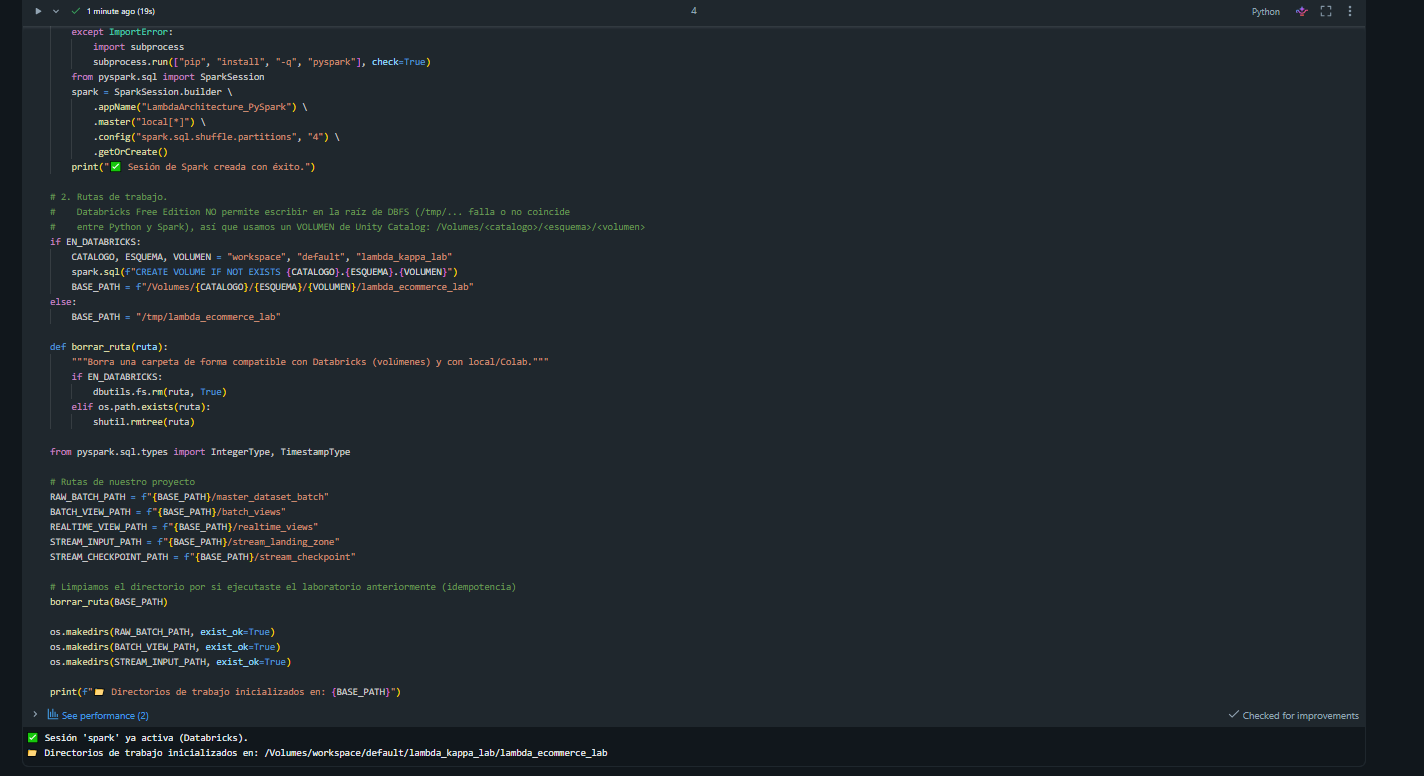 1 minute ago (19s)
4
Python
    except ImportError:
        import subprocess
        subprocess.run(["pip", "install", "-q", "pyspark"], check=True)
    from pyspark.sql import SparkSession
    spark = SparkSession.builder \
        .appName("LambdaArchitecture_PySpark") \
        .master("local[*]") \
        .config("spark.sql.shuffle.partitions", "4") \
        .getOrCreate()
    print("✅ Sesión de Spark creada con éxito.")
# 2. Rutas de trabajo.
#    Databricks Free Edition NO permite escribir en la raíz de DBFS (/tmp/... falla o no coincide
#    entre Python y Spark), así que usamos un VOLUMEN de Unity Catalog: /Volumes/<catalogo>/<esquema>/<volumen>
if EN_DATABRICKS:
    CATALOGO, ESQUEMA, VOLUMEN = "workspace", "default", "lambda_kappa_lab"
    spark.sql(f"CREATE VOLUME IF NOT EXISTS {CATALOGO}.{ESQUEMA}.{VOLUMEN}")
    BASE_PATH = f"/Volumes/{CATALOGO}/{ESQUEMA}/{VOLUMEN}/lambda_ecommerce_lab"
else:
    BASE_PATH = "/tmp/lambda_ecommerce_lab"
def borrar_ruta(ruta):
    """Borra una carpeta de forma compatible con Databricks (volúmenes) y con local/Colab."""
    if EN_DATABRICKS:
        dbutils.fs.rm(ruta, True)
    elif os.path.exists(ruta):
        shutil.rmtree(ruta)
from pyspark.sql.types import IntegerType, TimestampType
# Rutas de nuestro proyecto
RAW_BATCH_PATH = f"{BASE_PATH}/master_dataset_batch"
BATCH_VIEW_PATH = f"{BASE_PATH}/batch_views"
REALTIME_VIEW_PATH = f"{BASE_PATH}/realtime_views"
STREAM_INPUT_PATH = f"{BASE_PATH}/stream_landing_zone"
STREAM_CHECKPOINT_PATH = f"{BASE_PATH}/stream_checkpoint"
# Limpiamos el directorio por si ejecutaste el laboratorio anteriormente (idempotencia)
borrar_ruta(BASE_PATH)
os.makedirs(RAW_BATCH_PATH, exist_ok=True)
os.makedirs(BATCH_VIEW_PATH, exist_ok=True)
os.makedirs(STREAM_INPUT_PATH, exist_ok=True)
print(f"📂 Directorios de trabajo inicializados en: {BASE_PATH}")
See performance (2)
Checked for improvements
✅ Sesión 'spark' ya activa (Databricks).
📂 Directorios de trabajo inicializados en: /Volumes/workspace/default/lambda_kappa_lab/lambda_ecommerce_lab